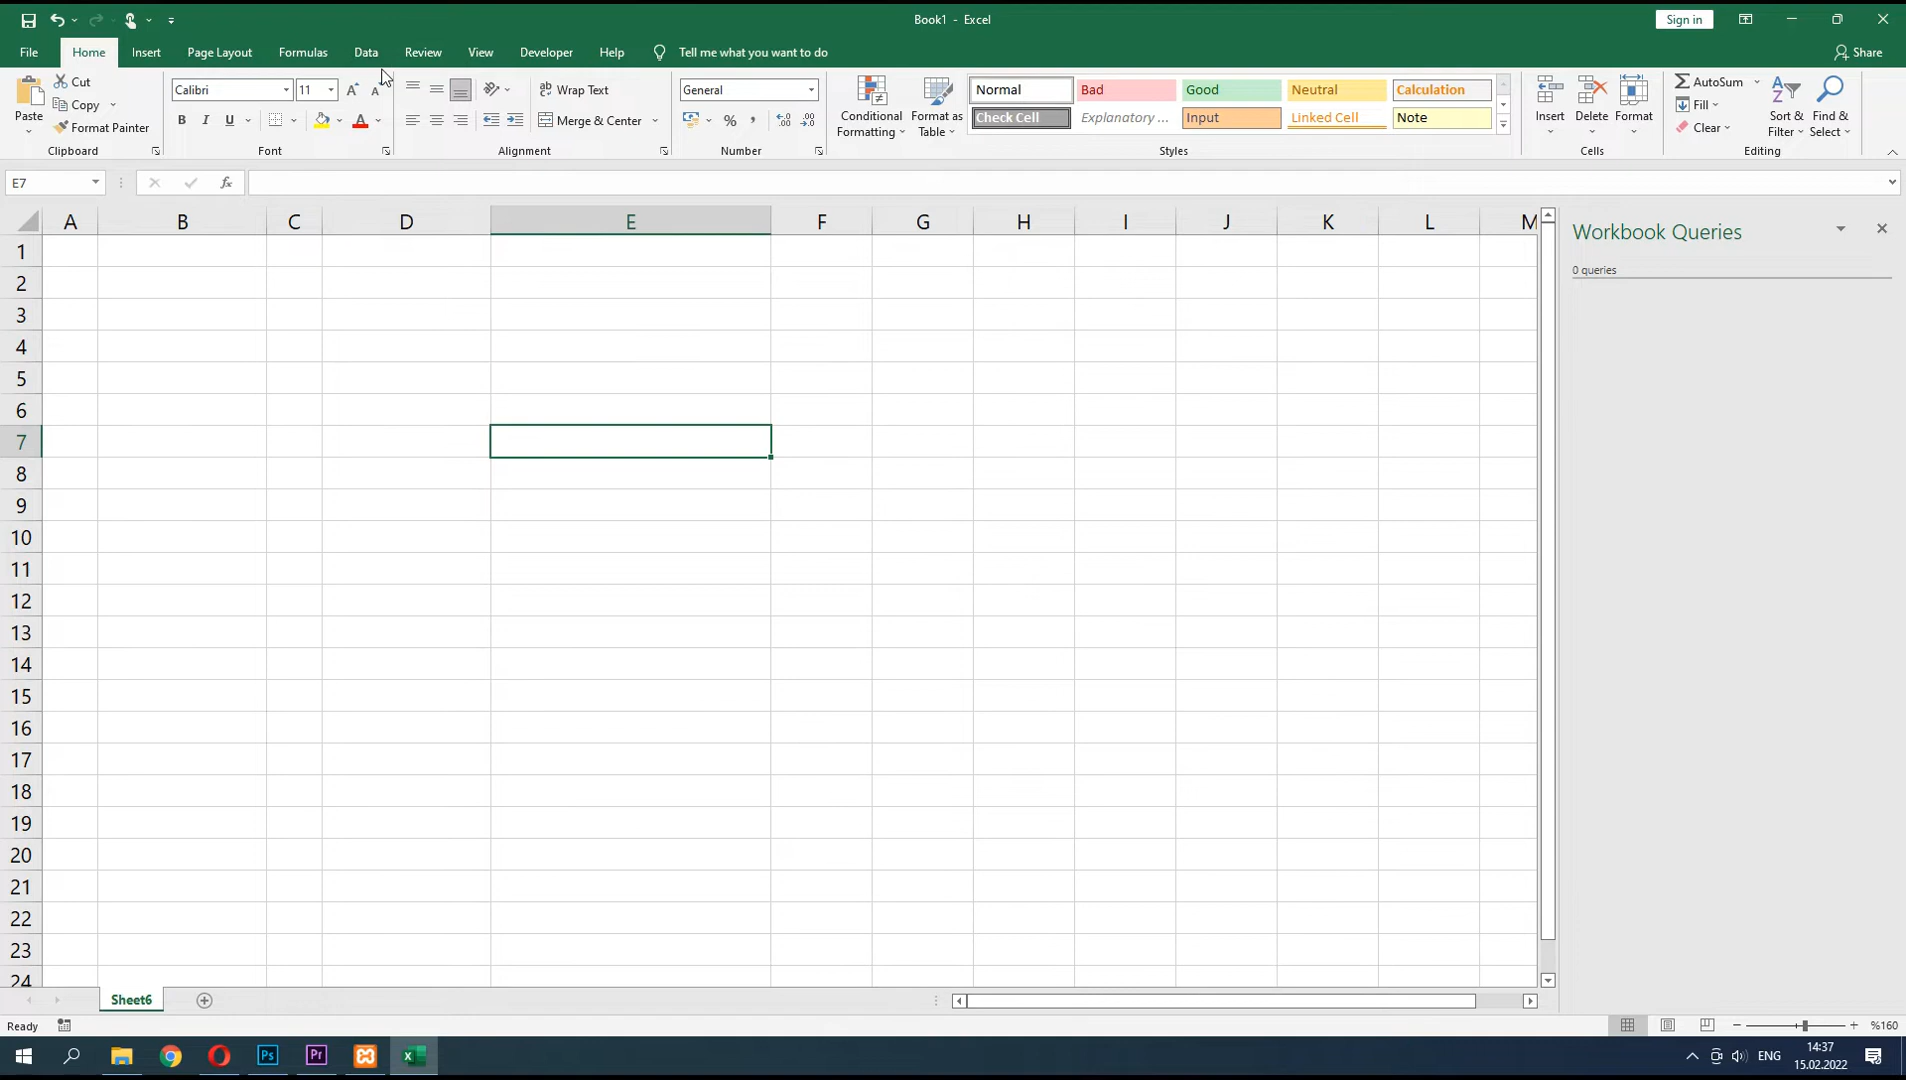 Book1 - Excel
Sign in
File Home Insert Page Layout Formulas Data Review View Developer Help Tell me what you want to do Share
Paste
Cut
Copy
Format Painter
Clipboard
Calibri 11
B I U
Font
Wrap Text
Merge & Center
Alignment
General
%
Number
Conditional Formatting
Format as Table
Normal Bad Good Neutral Calculation
Check Cell Explanatory ... Input Linked Cell Note
Styles
Insert Delete Format
Cells
AutoSum
Fill
Clear
Sort & Filter
Find & Select
Editing
E7
fx
A B C D E F G H I J K L M
Workbook Queries
0 queries
1
2
3
4
5
6
7
8
9
10
11
12
13
14
15
16
17
18
19
20
21
22
23
24
Sheet6
Ready
%160
Ps Pr
ENG
14:37
15.02.2022